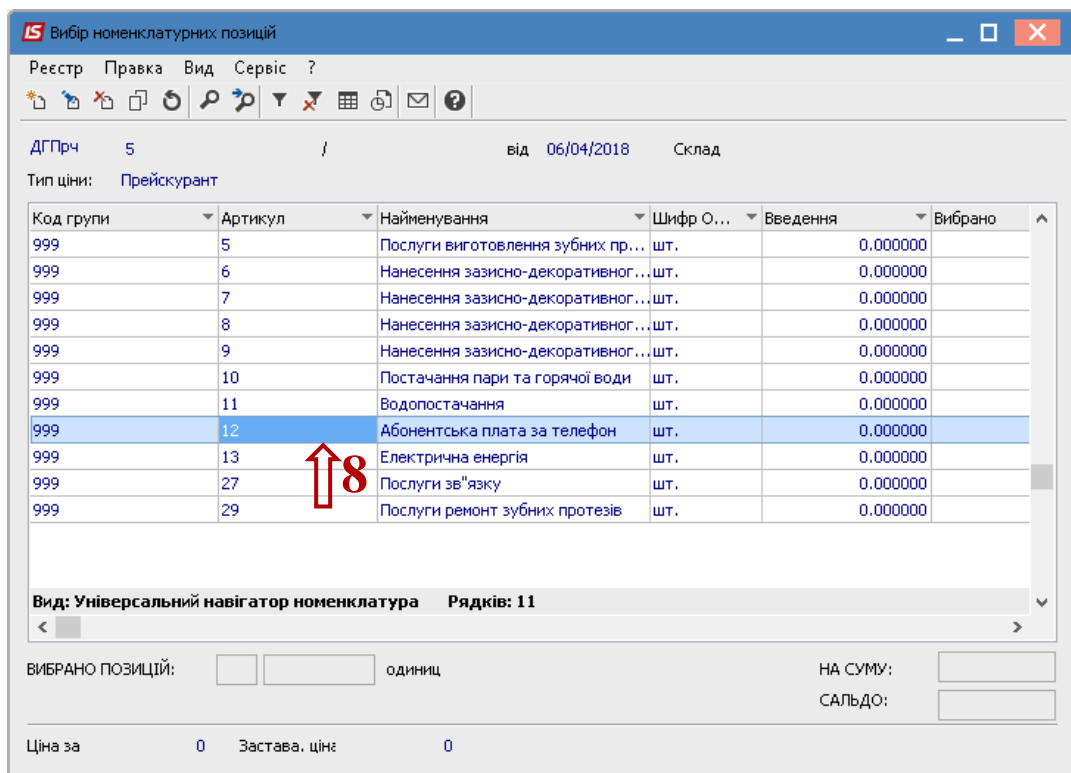 IS Вибір номенклатурних позицій
Реєстр Правка Вид Сервіс ?
ДГПрч 5 / від 06/04/2018 Склад
Тип ціни: Прейскурант
Код групи Артикул Найменування Шифр О... Введення Вибрано
999 5 Послуги виготовлення зубних пр... шт. 0.000000
999 6 Нанесення зазисно-декоративног... шт. 0.000000
999 7 Нанесення зазисно-декоративног... шт. 0.000000
999 8 Нанесення зазисно-декоративног... шт. 0.000000
999 9 Нанесення зазисно-декоративног... шт. 0.000000
999 10 Постачання пари та горячої води шт. 0.000000
999 11 Водопостачання шт. 0.000000
999 12 Абонентська плата за телефон шт. 0.000000
999 13 Електрична енергія шт. 0.000000
8
999 27 Послуги зв"язку шт. 0.000000
999 29 Послуги ремонт зубних протезів шт. 0.000000
Вид: Універсальний навігатор номенклатура Рядків: 11
ВИБРАНО ПОЗИЦІЙ: одиниц НА СУМУ:
САЛЬДО:
Ціна за 0 Застава. ціна 0